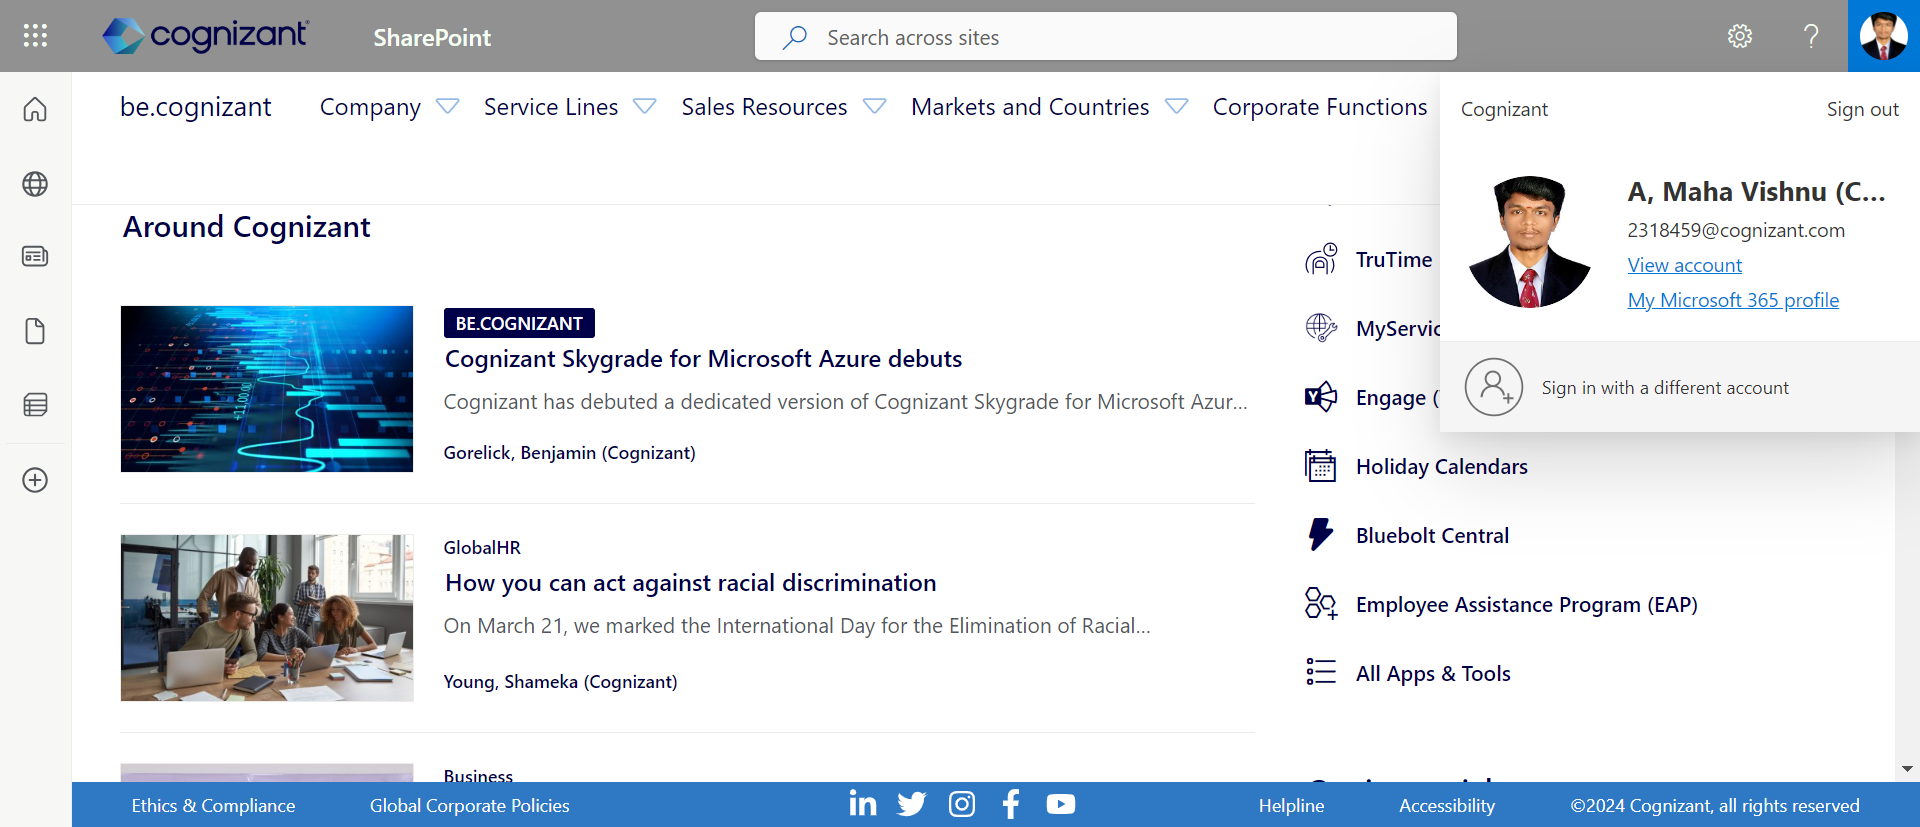 cognizant
SharePoint
Search across sites
be.cognizant
Company
Service Lines
Sales Resources
Markets and Countries
Corporate Functions
Cognizant
Sign out
A, Maha Vishnu (C...
2318459@cognizant.com
View account
My Microsoft 365 profile
Sign in with a different account
Around Cognizant
BE.COGNIZANT
Cognizant Skygrade for Microsoft Azure debuts
Cognizant has debuted a dedicated version of Cognizant Skygrade for Microsoft Azur...
Gorelick, Benjamin (Cognizant)
GlobalHR
How you can act against racial discrimination
On March 21, we marked the International Day for the Elimination of Racial...
Young, Shameka (Cognizant)
Business
TruTime
MyServic
Engage (
Holiday Calendars
Bluebolt Central
Employee Assistance Program (EAP)
All Apps & Tools
Ethics & Compliance
Global Corporate Policies
Helpline
Accessibility
©2024 Cognizant, all rights reserved